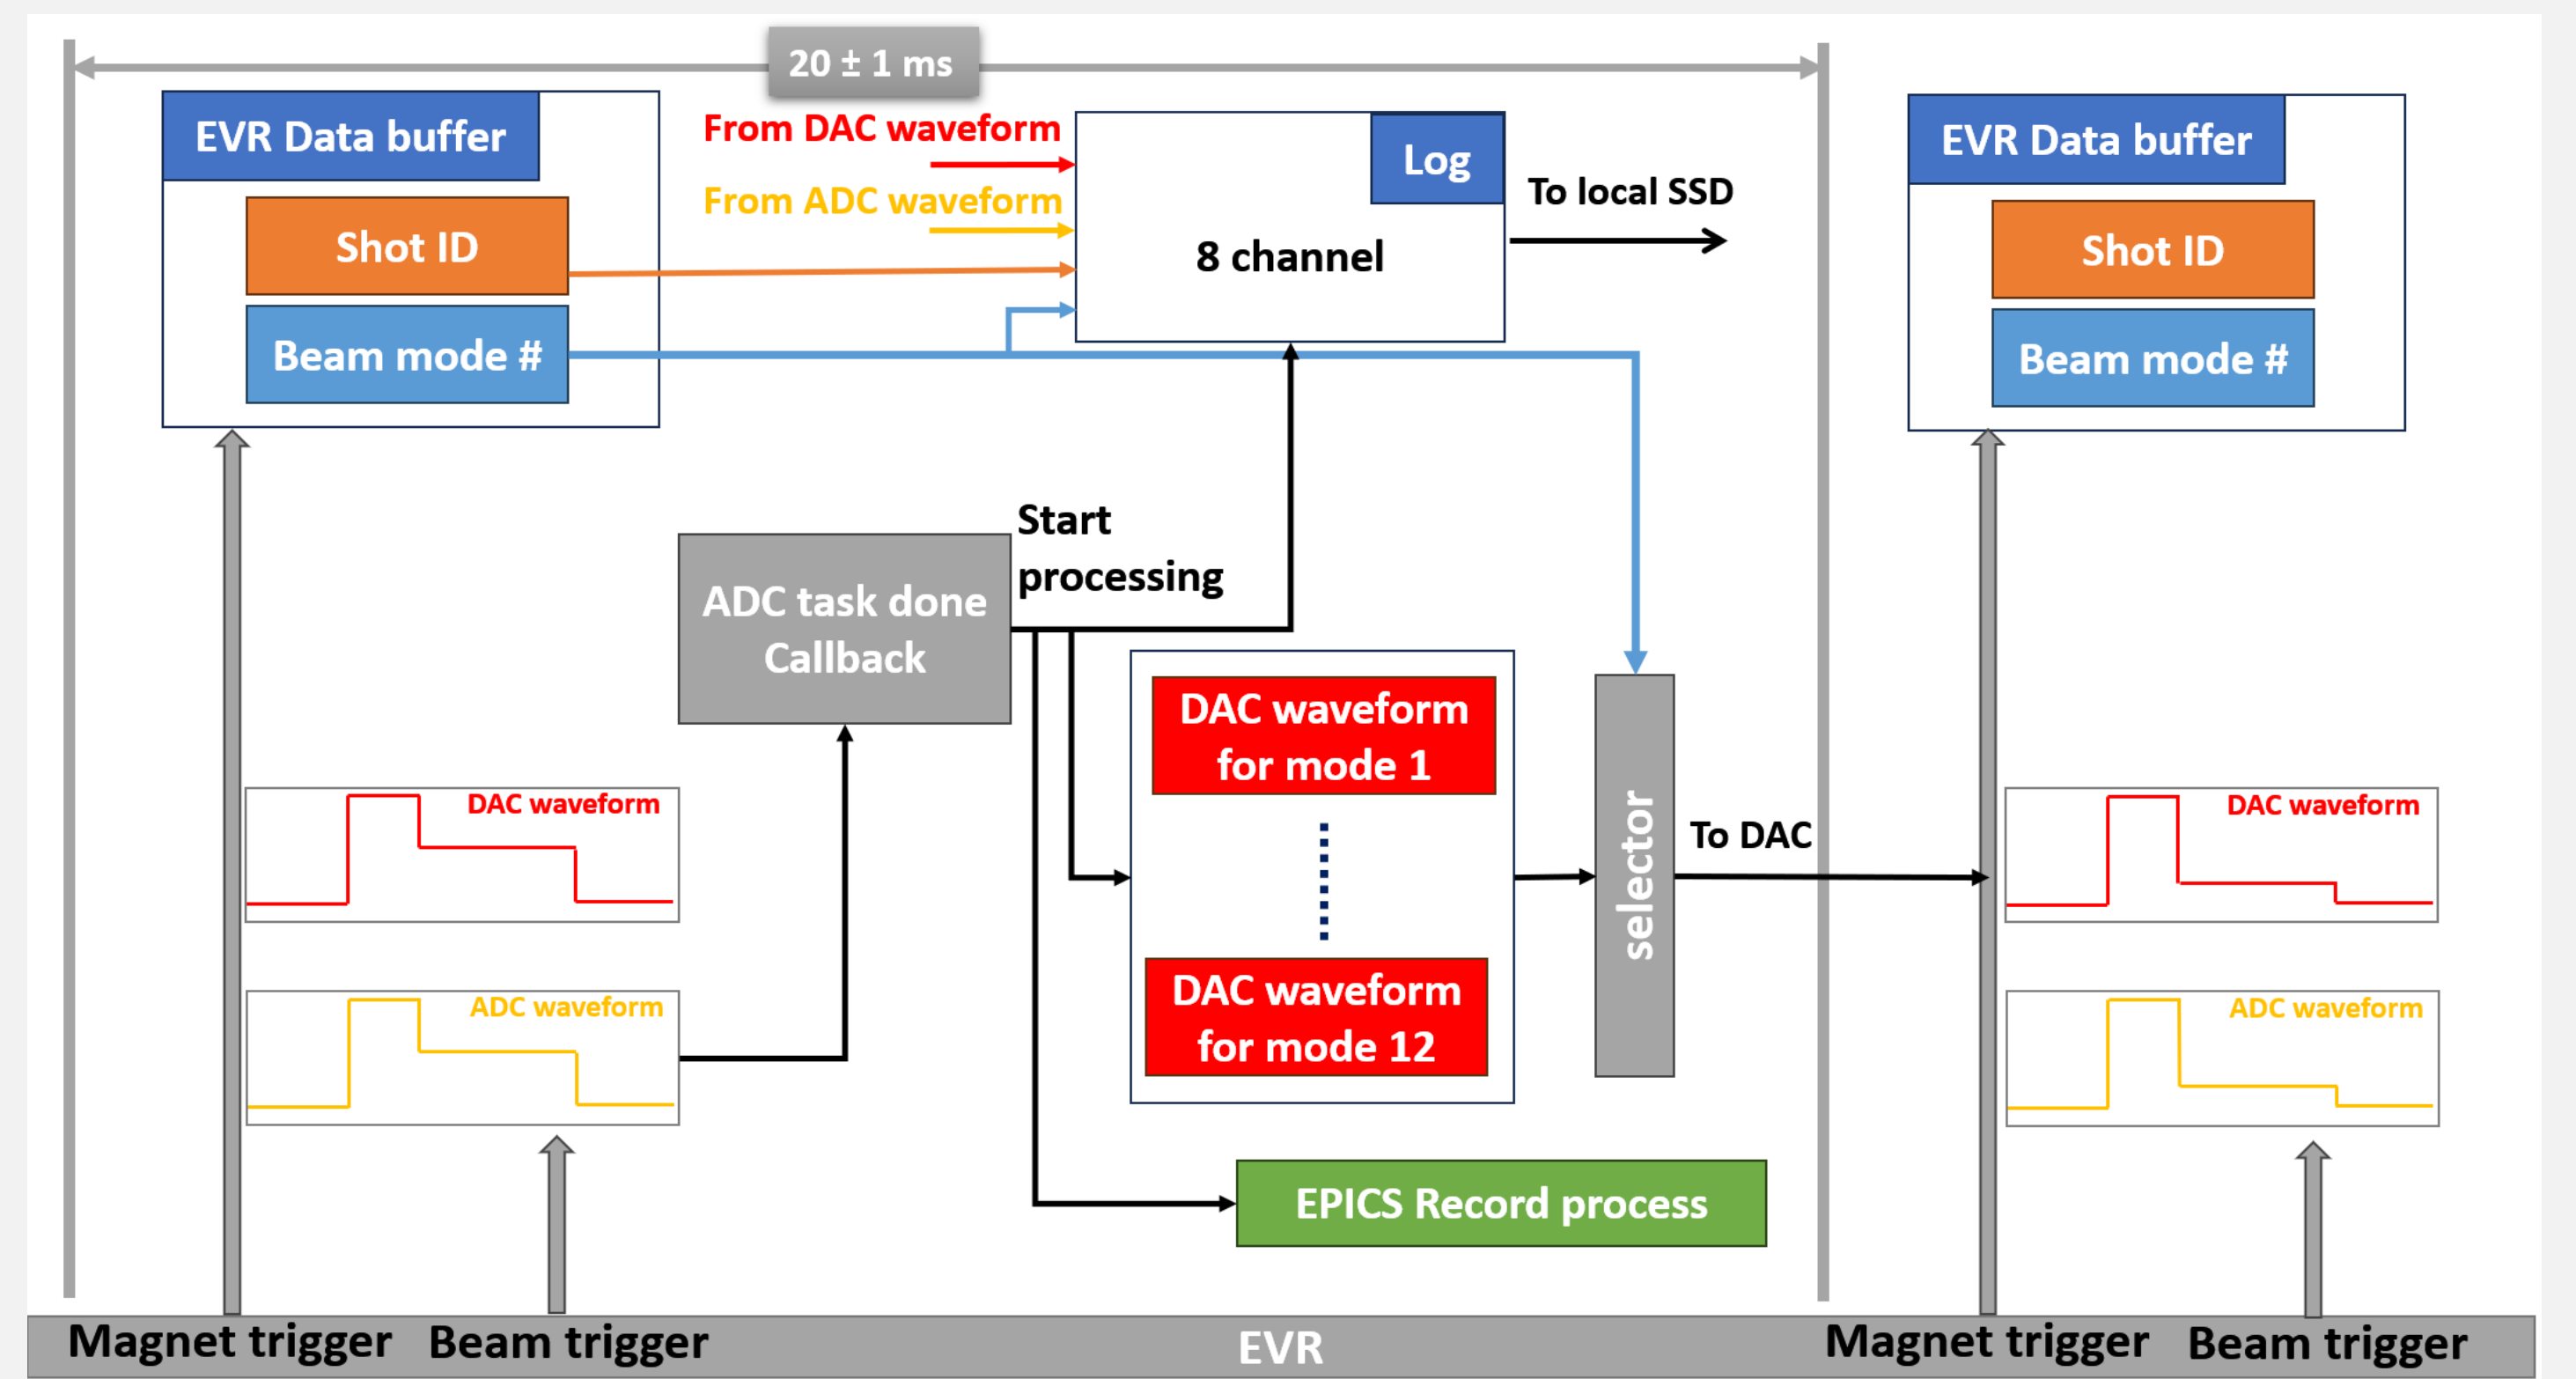 20 ± 1 ms
EVR Data buffer
Shot ID
Beam mode #
From DAC waveform
From ADC waveform
Log
8 channel
To local SSD
EVR Data buffer
Shot ID
Beam mode #
Start
processing
ADC task done
Callback
DAC waveform
for mode 1
DAC waveform
for mode 12
selector
To DAC
DAC waveform
ADC waveform
DAC waveform
ADC waveform
EPICS Record process
Magnet trigger
Beam trigger
EVR
Magnet trigger
Beam trigger